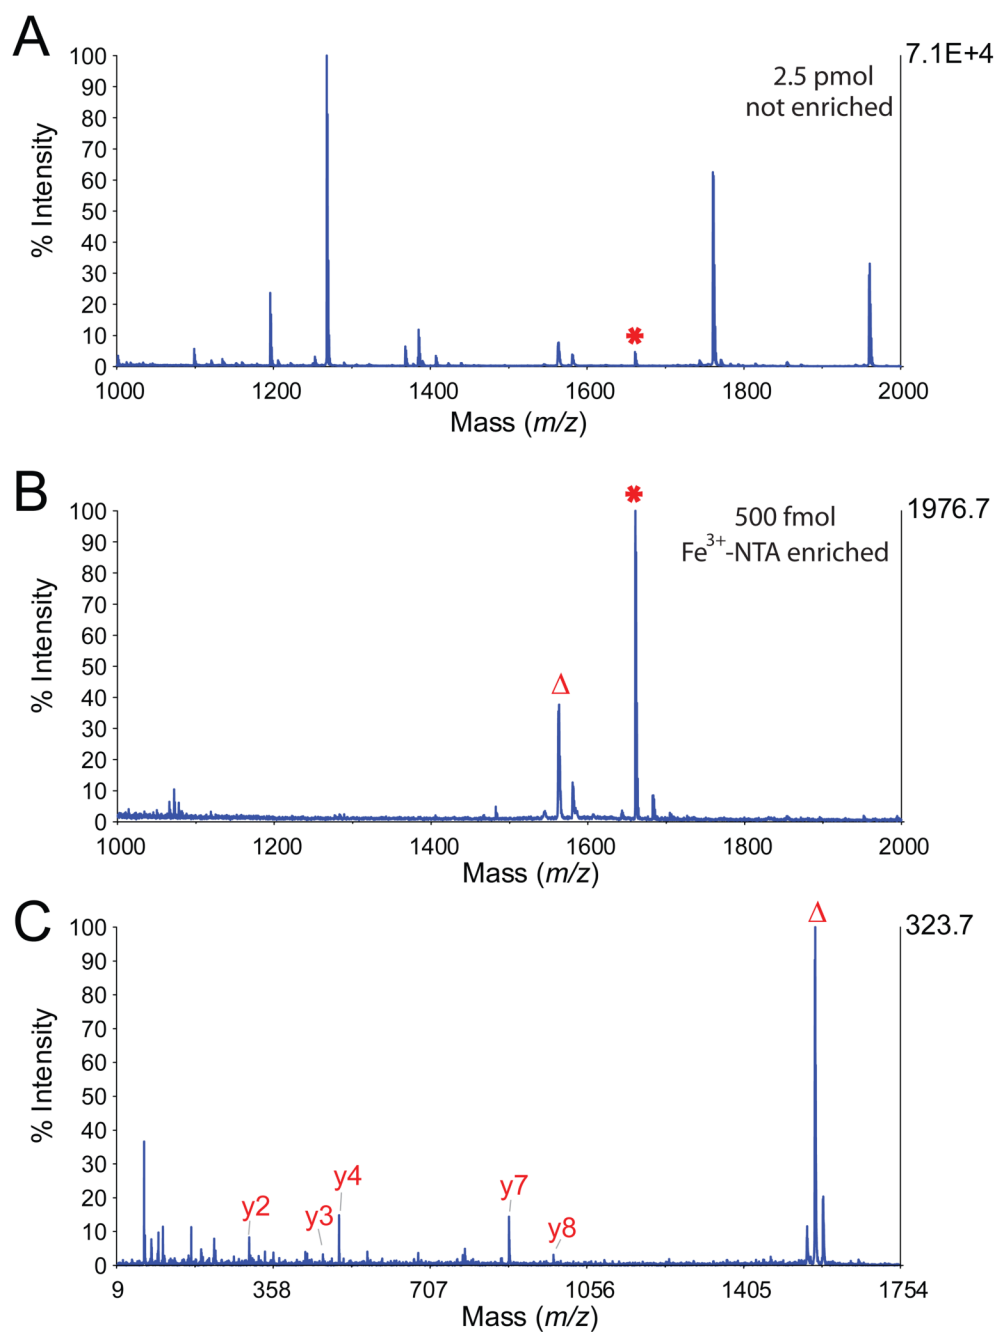 A
7.1E+4
2.5 pmol
not enriched
% Intensity
100
90
80
70
60
50
40
30
20
10
0
*
1000 1200 1400 1600 1800 2000
Mass (m/z)
B
1976.7
500 fmol
Fe³⁺-NTA enriched
% Intensity
100
90
80
70
60
50
40
30
20
10
0
*
Δ
1000 1200 1400 1600 1800 2000
Mass (m/z)
C
323.7
% Intensity
100
90
80
70
60
50
40
30
20
10
0
Δ
y2
y3
y4
y7
y8
9 358 707 1056 1405 1754
Mass (m/z)